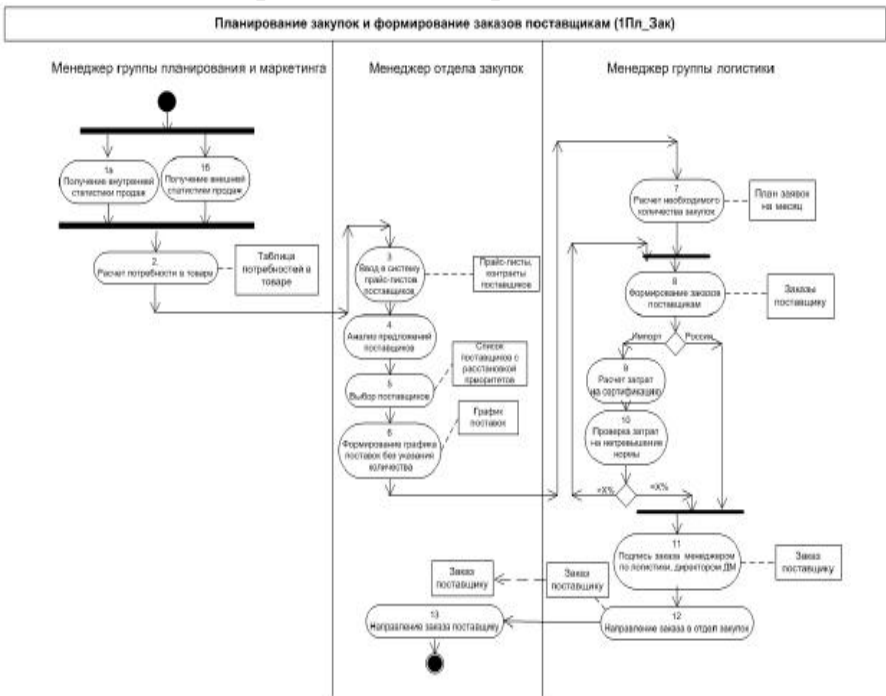 Планирование закупок и формирование заказов поставщикам (1Пл_Зак)
Менеджер группы планирования и маркетинга
Менеджер отдела закупок
Менеджер группы логистики
1а
Получение внутренней
статистики продаж
1б
Получение внешней
статистики продаж
2.
Расчет потребности в товаре
Таблица
потребностей в
товаре
3
Ввод в систему
прайс-листов
поставщиков
Прайс-листы,
контракты
поставщиков
4
Анализ предложений
поставщиков
Список
поставщиков с
расстановкой
приоритетов
5
Выбор поставщиков
6
Формирование графика
поставок без указания
количества
График
поставок
7
Расчет необходимого
количества закупок
План заявок
на месяц
8
Формирование заказов
поставщикам
Заказы
поставщику
Импорт
Россия
9
Расчет затрат
на сертификацию
10
Проверка затрат
на непревышение
нормы
<X%
11
Подпись заказа менеджером
по логистики, директором ДМ
Заказ
поставщику
Заказ
поставщику
Заказ
поставщику
12
Направление заказа в отдел закупок
13
Направление заказа поставщику